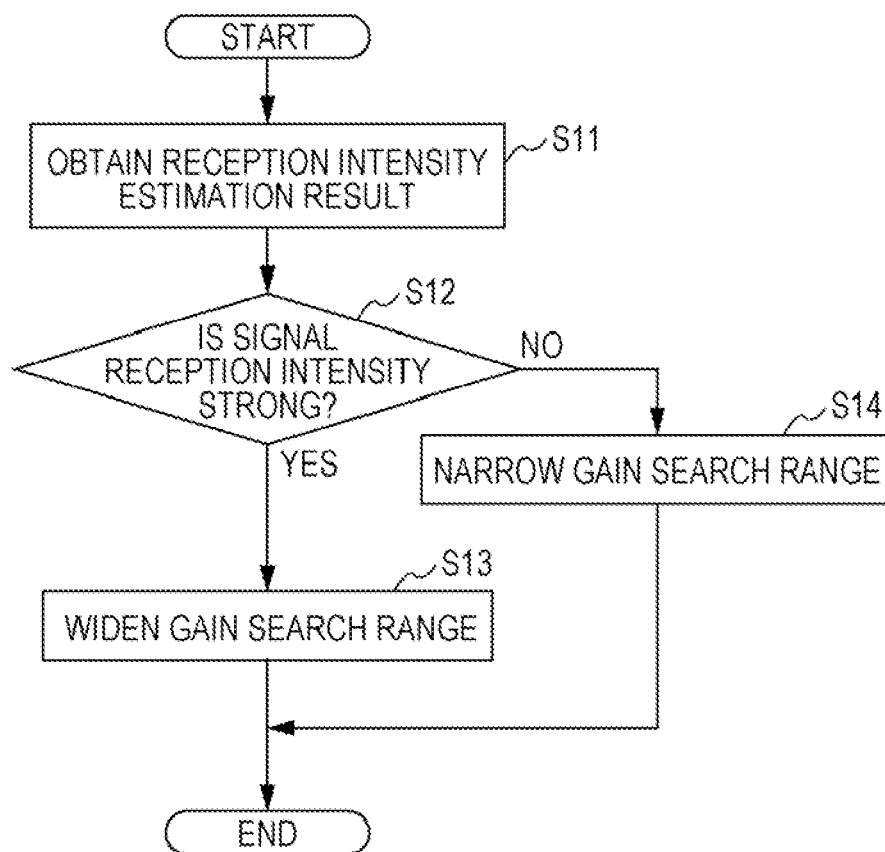 START
S11
OBTAIN RECEPTION INTENSITY
ESTIMATION RESULT
S12
IS SIGNAL
RECEPTION INTENSITY
STRONG?
NO
YES
S14
NARROW GAIN SEARCH RANGE
S13
WIDEN GAIN SEARCH RANGE
END